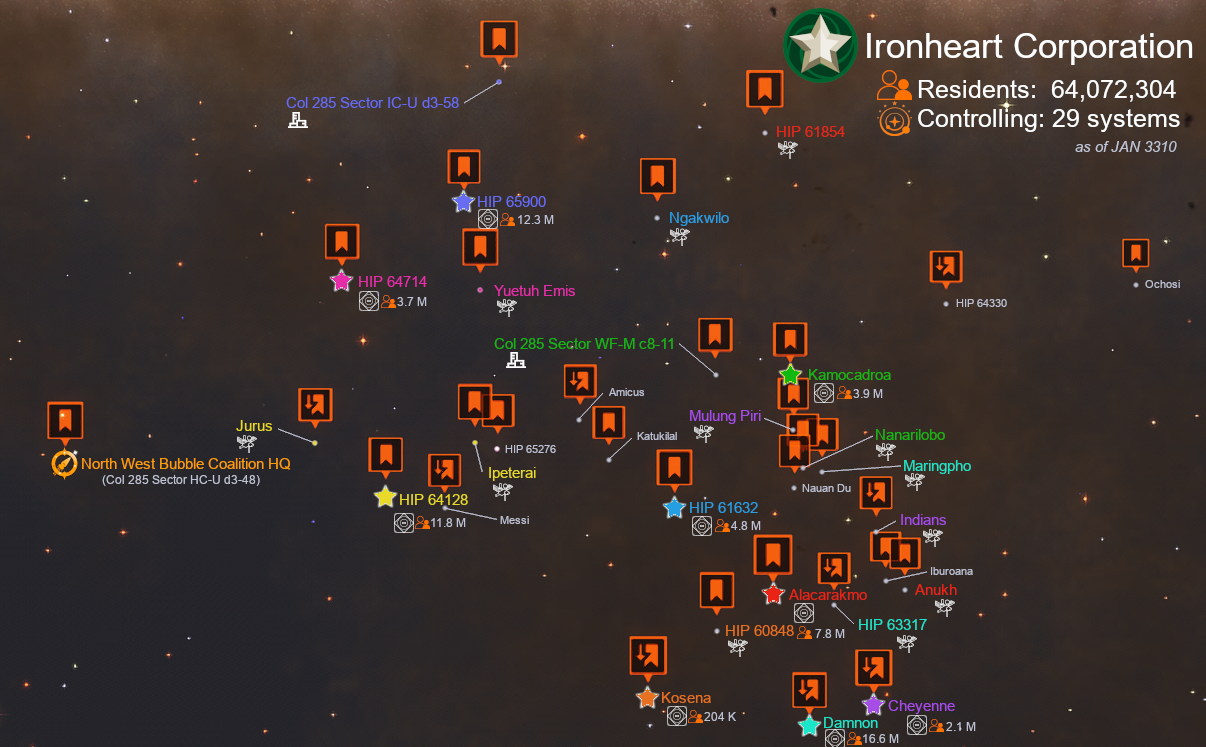 Ironheart Corporation
Residents: 64,072,304
Controlling: 29 systems
as of JAN 3310
Col 285 Sector IC-U d3-58
HIP 61854
HIP 65900
12.3 M
Ngakwilo
HIP 64714
3.7 M
Yuetuh Emis
HIP 64330
Ochosi
Col 285 Sector WF-M c8-11
Kamocadroa
3.9 M
Amicus
Mulung Piri
Jurus
Katukilal
Nanarilobo
HIP 65276
North West Bubble Coalition HQ
(Col 285 Sector HC-U d3-48)
Ipeterai
Maringpho
Nauan Du
HIP 64128
11.8 M
Messi
HIP 61632
4.8 M
Indians
Iburoana
Anukh
Alacarakmo
7.8 M
HIP 63317
HIP 60848
Kosena
204 K
Cheyenne
2.1 M
Damnon
16.6 M